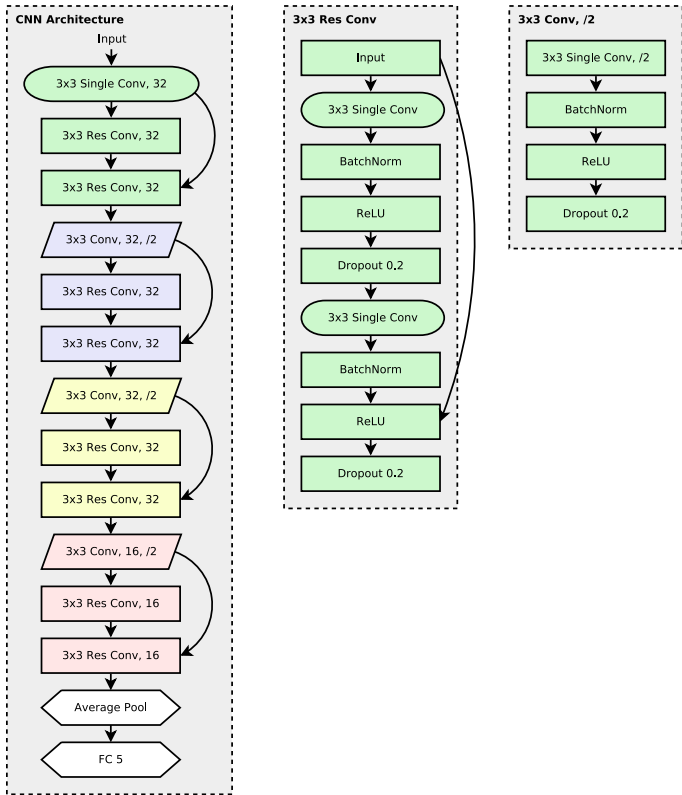 CNN Architecture
Input
3x3 Single Conv, 32
3x3 Res Conv, 32
3x3 Res Conv, 32
3x3 Conv, 32, /2
3x3 Res Conv, 32
3x3 Res Conv, 32
3x3 Conv, 32, /2
3x3 Res Conv, 32
3x3 Res Conv, 32
3x3 Conv, 16, /2
3x3 Res Conv, 16
3x3 Res Conv, 16
Average Pool
FC 5
3x3 Res Conv
Input
3x3 Single Conv
BatchNorm
ReLU
Dropout 0.2
3x3 Single Conv
BatchNorm
ReLU
Dropout 0.2
3x3 Conv, /2
3x3 Single Conv, /2
BatchNorm
ReLU
Dropout 0.2